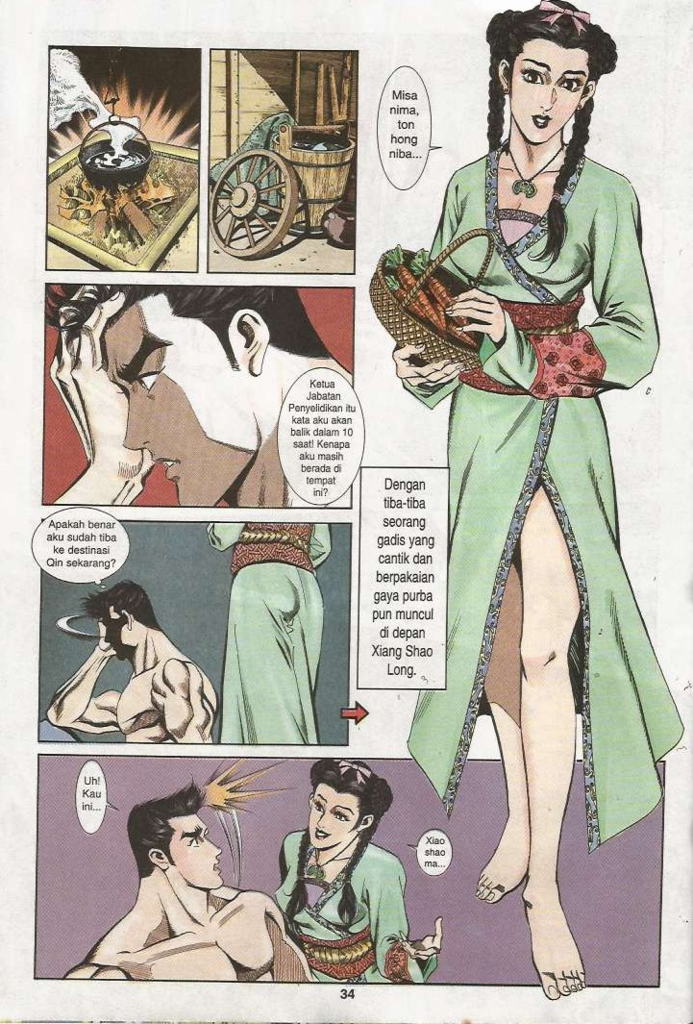 Misa
nima,
ton
hong
niba...
Ketua
Jabatan
Penyelidikan itu
kata aku akan
balik dalam 10
saat! Kenapa
aku masih
berada di
tempat
ini?
Apakah benar
aku sudah tiba
ke destinasi
Qin sekarang?
Dengan
tiba-tiba
seorang
gadis yang
cantik dan
berpakaian
gaya purba
pun muncul
di depan
Xiang Shao
Long.
Uh!
Kau
ini...
Xiao
shao
ma...
34